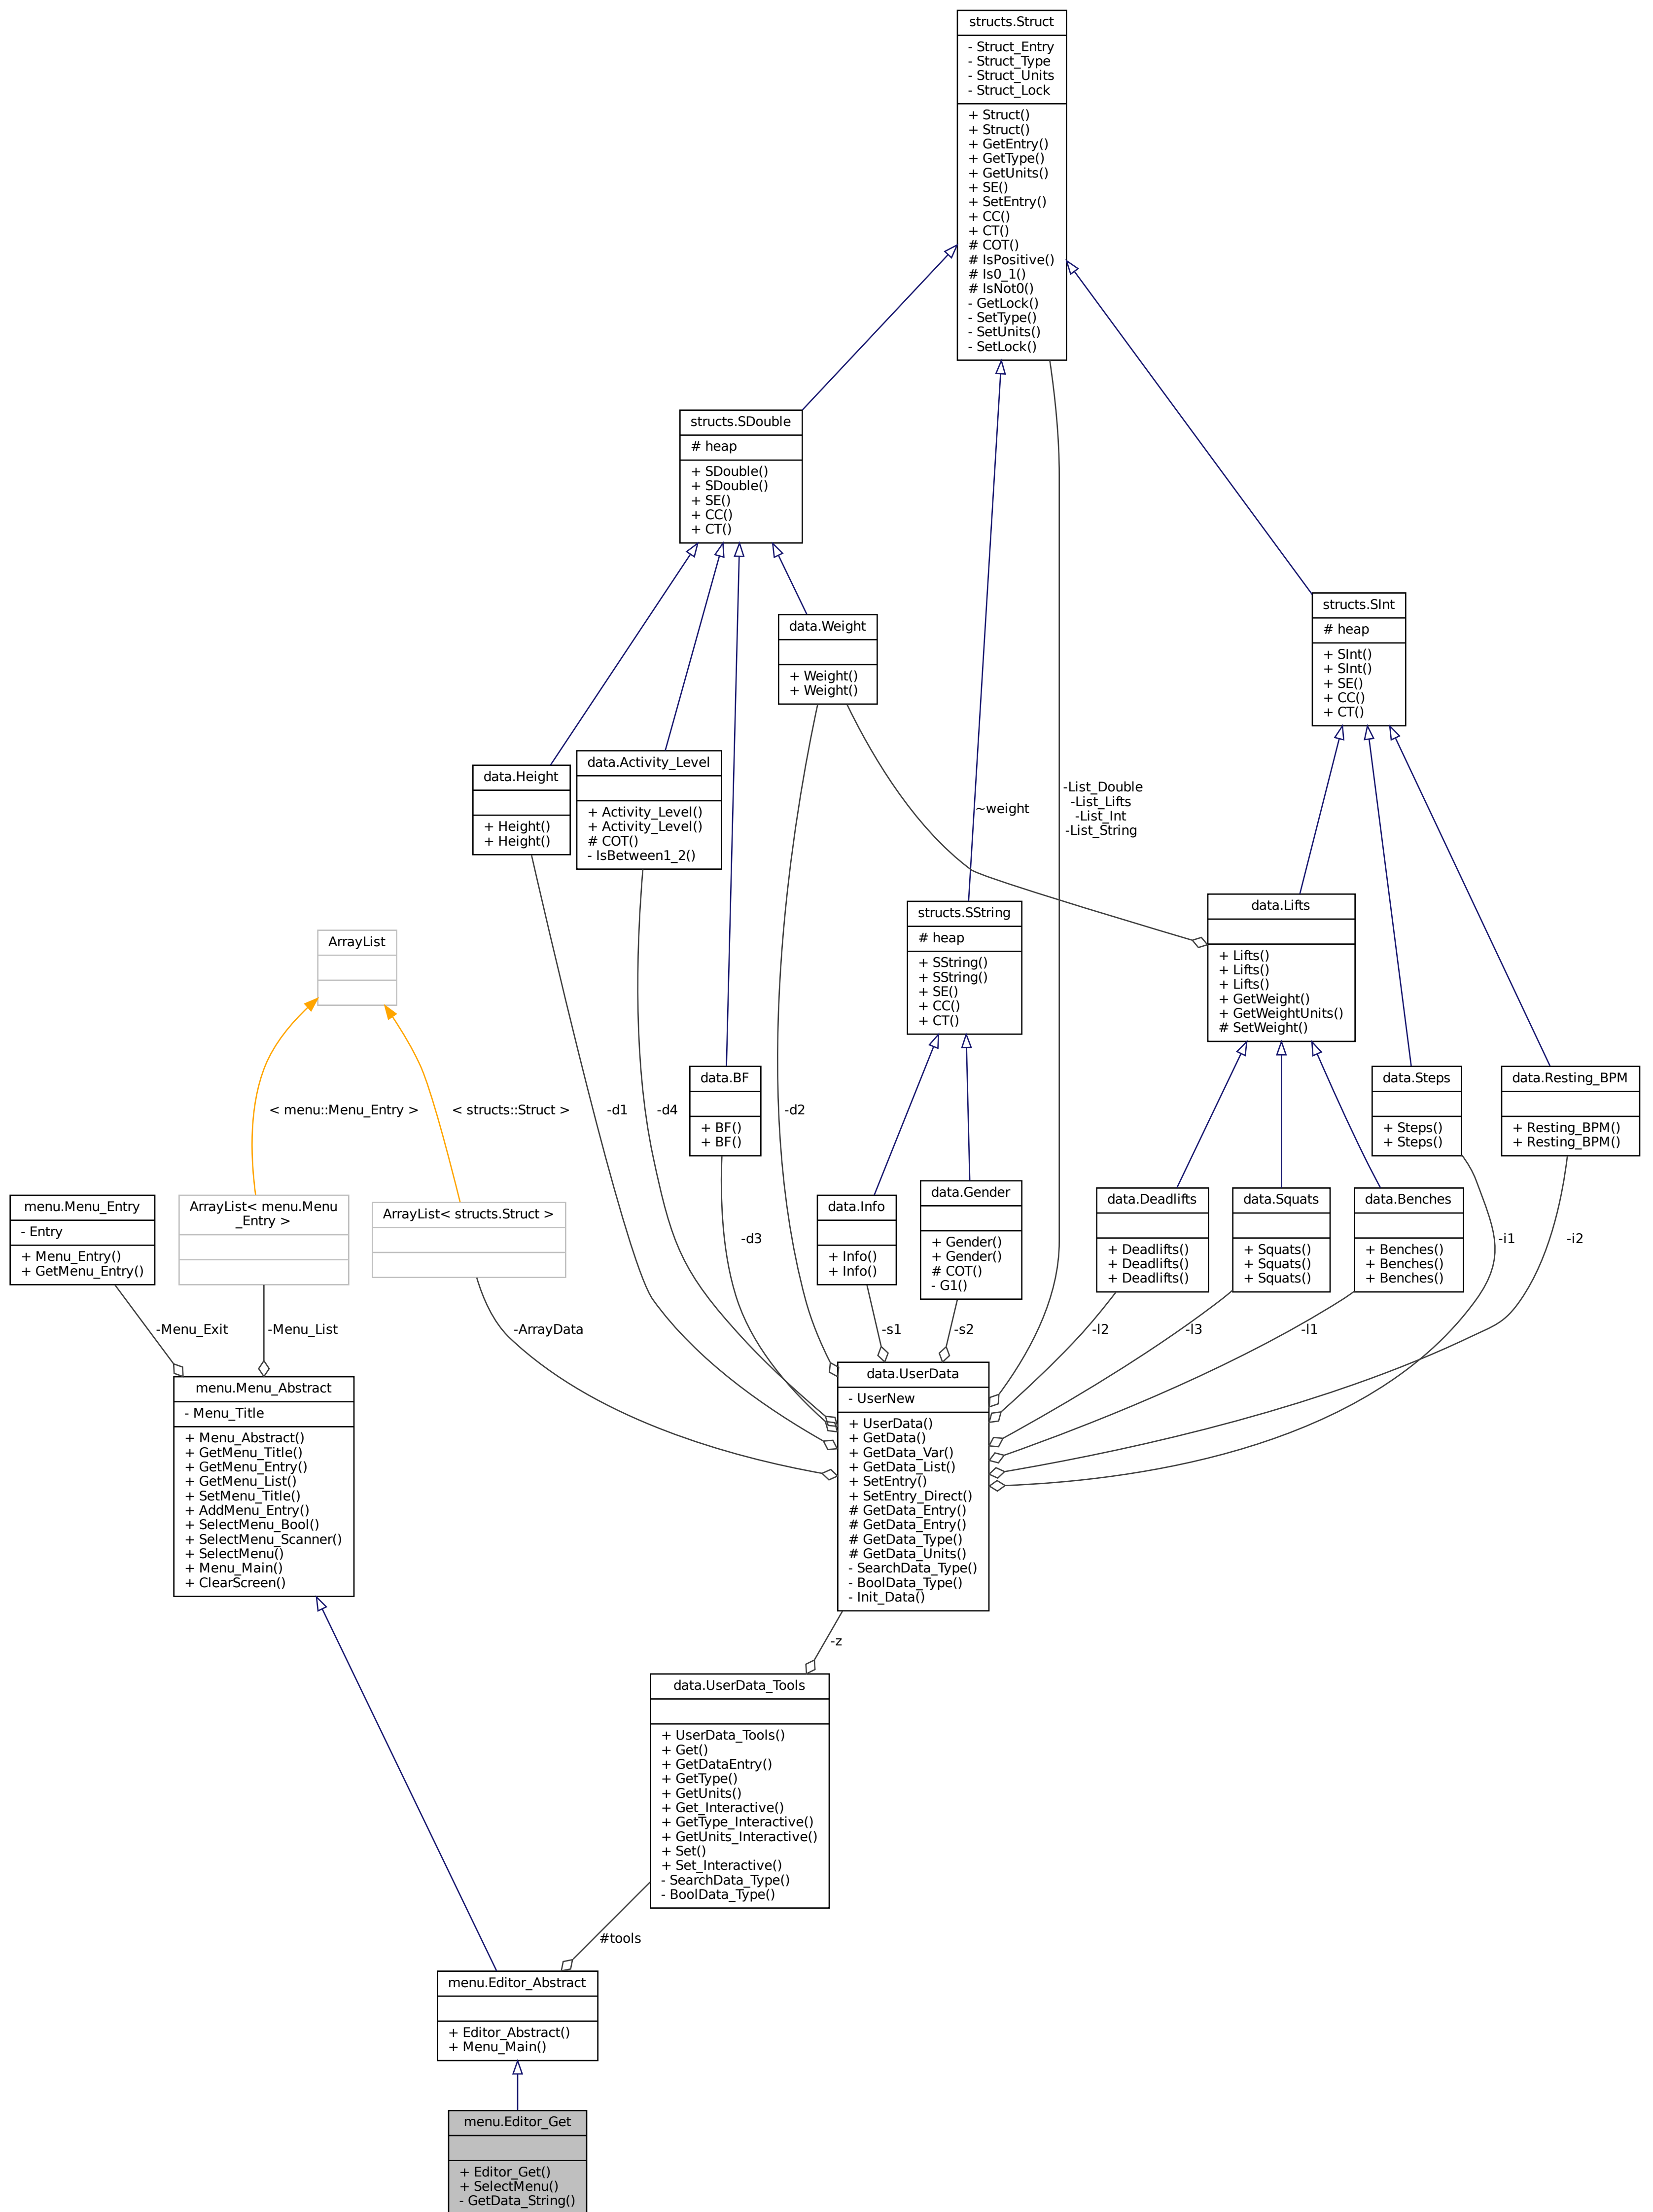 structs.Struct
- Struct_Entry
- Struct_Type
- Struct_Units
- Struct_Lock
+ Struct()
+ Struct()
+ GetEntry()
+ GetType()
+ GetUnits()
+ SE()
+ SetEntry()
+ CC()
+ CT()
# COT()
# IsPositive()
# Is0_1()
# IsNot0()
- GetLock()
- SetType()
- SetUnits()
- SetLock()
structs.SDouble
# heap
+ SDouble()
+ SDouble()
+ SE()
+ CC()
+ CT()
structs.SInt
# heap
+ SInt()
+ SInt()
+ SE()
+ CC()
+ CT()
data.Weight
+ Weight()
+ Weight()
data.Height
+ Height()
+ Height()
data.Activity_Level
+ Activity_Level()
+ Activity_Level()
# COT()
- IsBetween1_2()
~weight
-List_Double
-List_Lifts
-List_Int
-List_String
structs.SString
# heap
+ SString()
+ SString()
+ SE()
+ CC()
+ CT()
data.Lifts
+ Lifts()
+ Lifts()
+ Lifts()
+ GetWeight()
+ GetWeightUnits()
# SetWeight()
ArrayList
< menu::Menu_Entry >
< structs::Struct >
-d1
-d4
data.BF
+ BF()
+ BF()
-d2
data.Steps
+ Steps()
+ Steps()
data.Resting_BPM
+ Resting_BPM()
+ Resting_BPM()
menu.Menu_Entry
- Entry
+ Menu_Entry()
+ GetMenu_Entry()
ArrayList< menu.Menu
_Entry >
ArrayList< structs.Struct >
-d3
data.Info
+ Info()
+ Info()
data.Gender
+ Gender()
+ Gender()
# COT()
- G1()
data.Deadlifts
+ Deadlifts()
+ Deadlifts()
+ Deadlifts()
data.Squats
+ Squats()
+ Squats()
+ Squats()
data.Benches
+ Benches()
+ Benches()
+ Benches()
-i1
-i2
-Menu_Exit
-Menu_List
-ArrayData
-s1
-s2
-l2
-l3
-l1
menu.Menu_Abstract
- Menu_Title
+ Menu_Abstract()
+ GetMenu_Title()
+ GetMenu_Entry()
+ GetMenu_List()
+ SetMenu_Title()
+ AddMenu_Entry()
+ SelectMenu_Bool()
+ SelectMenu_Scanner()
+ SelectMenu()
+ Menu_Main()
+ ClearScreen()
data.UserData
- UserNew
+ UserData()
+ GetData()
+ GetData_Var()
+ GetData_List()
+ SetEntry()
+ SetEntry_Direct()
# GetData_Entry()
# GetData_Entry()
# GetData_Type()
# GetData_Units()
- SearchData_Type()
- BoolData_Type()
- Init_Data()
-z
data.UserData_Tools
+ UserData_Tools()
+ Get()
+ GetDataEntry()
+ GetType()
+ GetUnits()
+ Get_Interactive()
+ GetType_Interactive()
+ GetUnits_Interactive()
+ Set()
+ Set_Interactive()
- SearchData_Type()
- BoolData_Type()
#tools
menu.Editor_Abstract
+ Editor_Abstract()
+ Menu_Main()
menu.Editor_Get
+ Editor_Get()
+ SelectMenu()
- GetData_String()